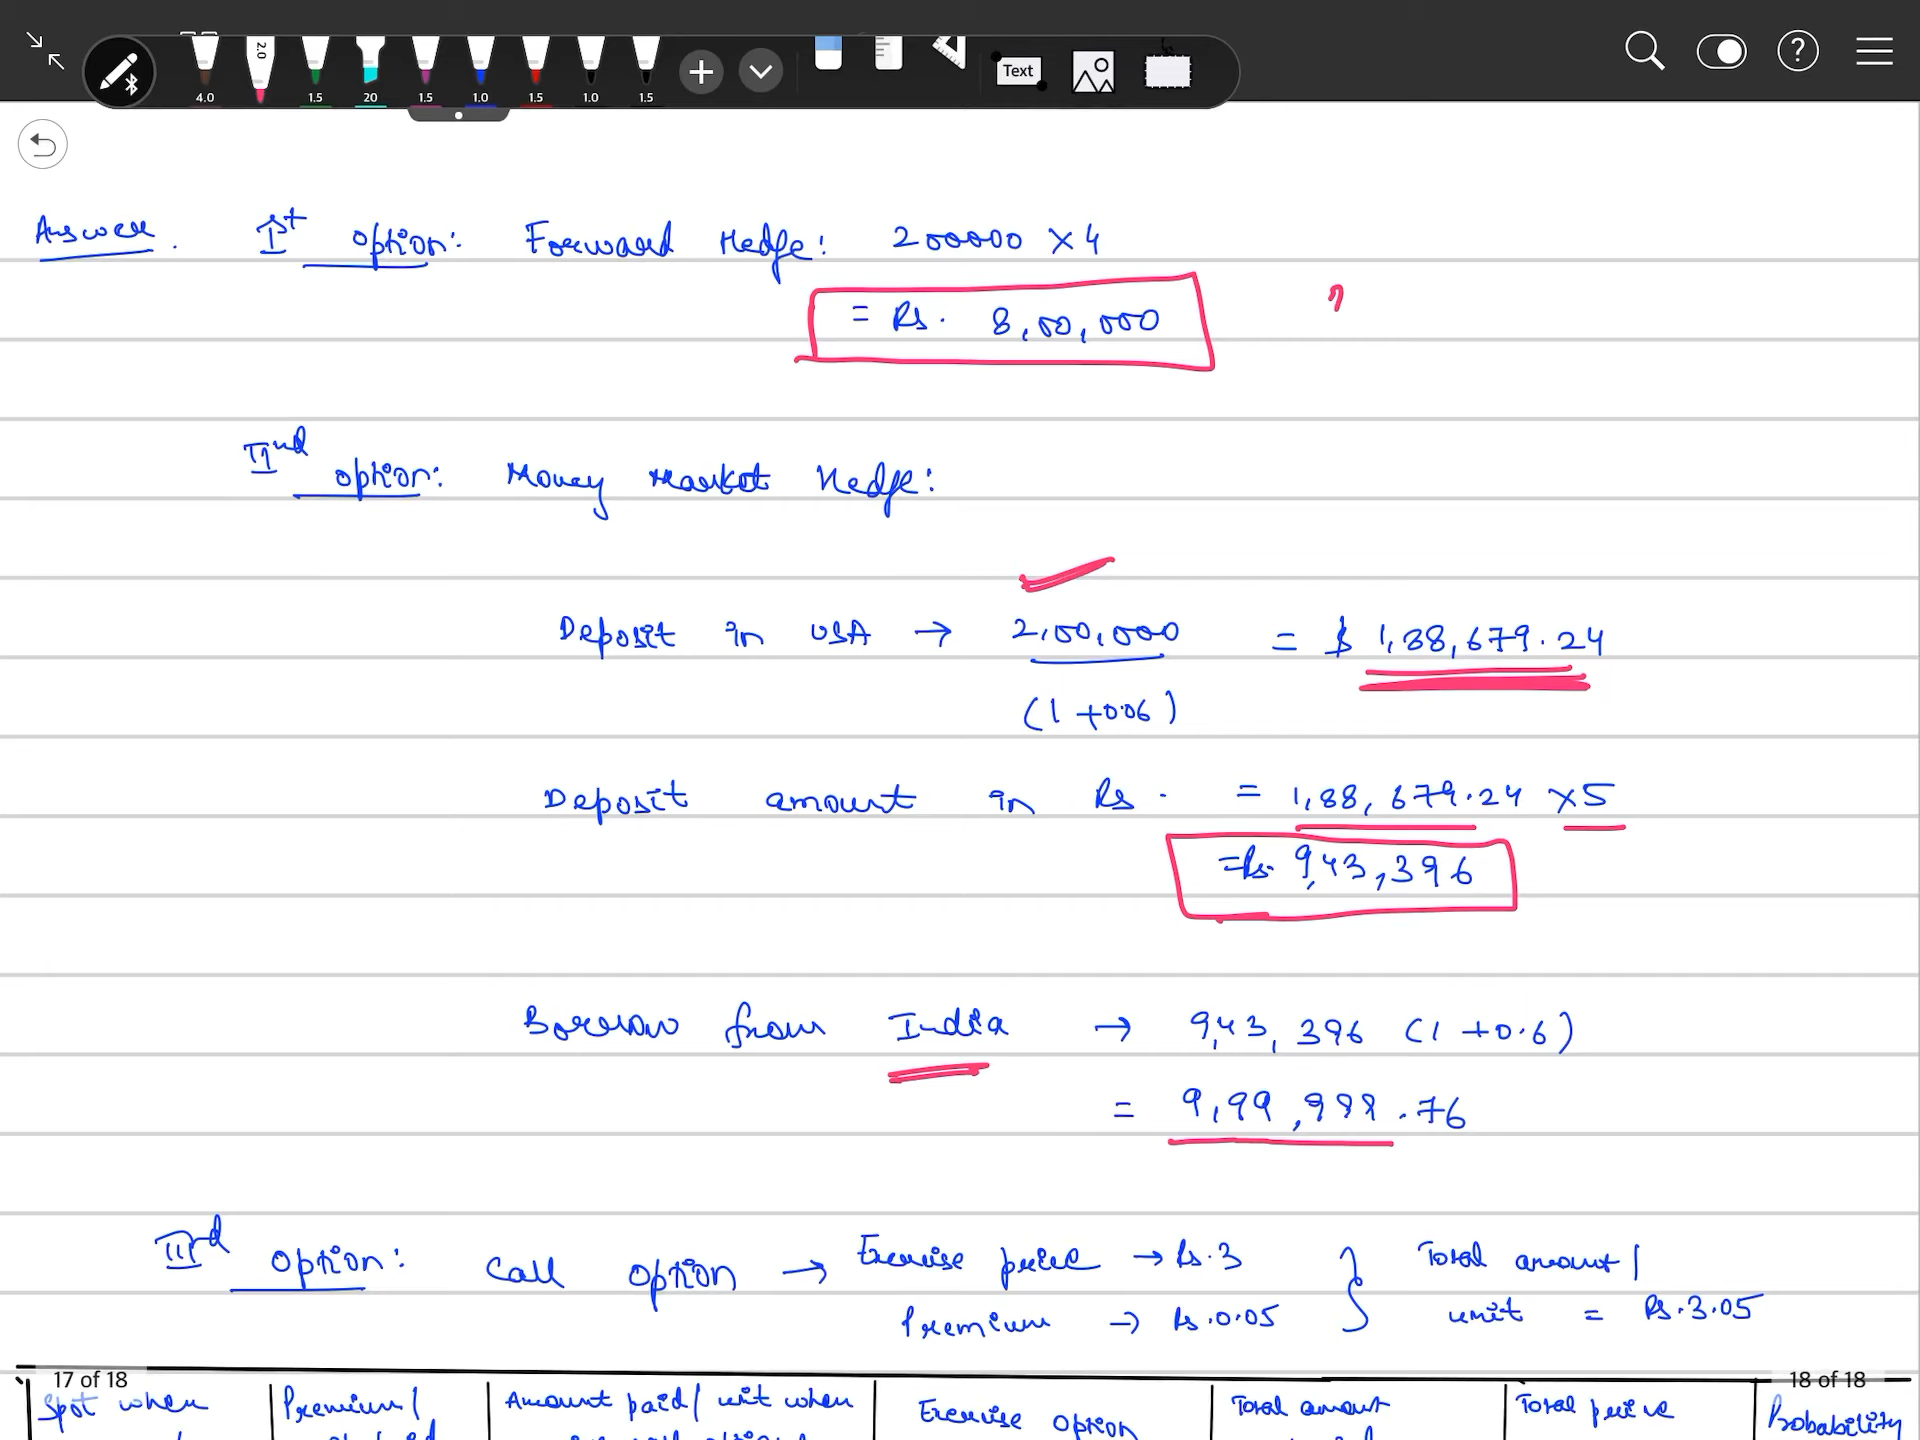 4.0 2.0 1.5 20 1.5 1.0 1.5 1.0 1.5 Text
Answer. Ist option: Forward Hedge: 200000 × 4
= Rs. 8,00,000
IInd option: Money Market Hedge:
Deposit in USA → 2,00,000 = $ 1,88,679.24
(1 + 0.06)
Deposit amount in Rs. = 1,88,679.24 × 5
= Rs. 9,43,396
Borrow from India → 9,43,396 (1 + 0.6)
= 9,99,999.76
IIIrd option: Call option → Exercise price → Rs. 3 } Total amount/
Premium → Rs. 0.05 unit = Rs. 3.05
17 of 18 18 of 18
Spot when Premium/ Amount paid/ unit when Exercise option Total amount Total price Probability